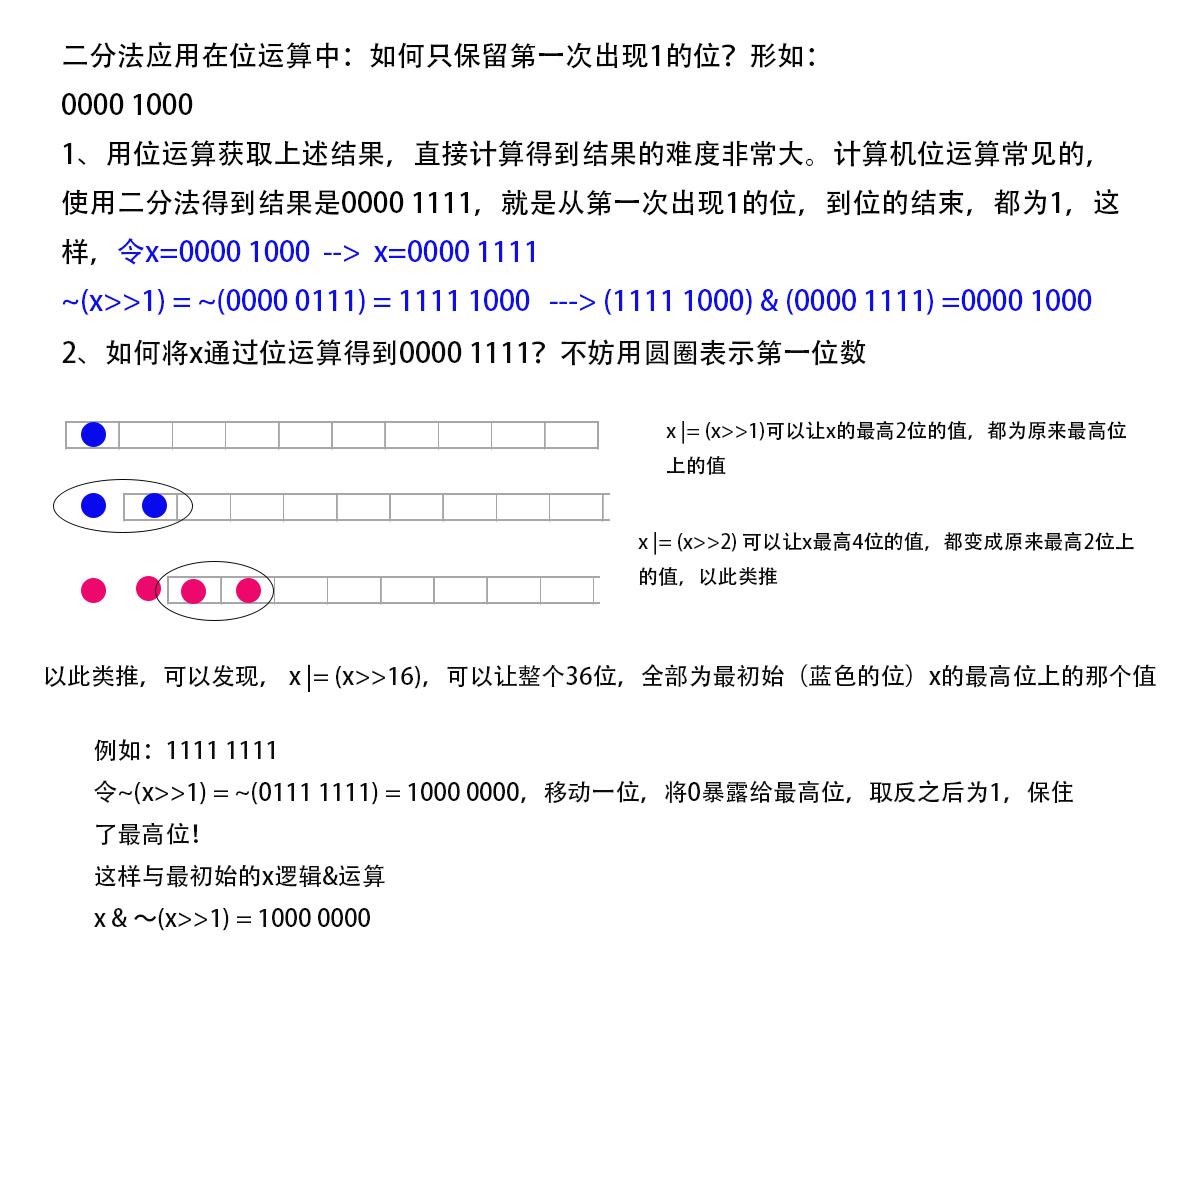 二分法应用在位运算中：如何只保留第一次出现1的位？形如：
0000 1000
1、用位运算获取上述结果，直接计算得到结果的难度非常大。计算机位运算常见的，
使用二分法得到结果是0000 1111，就是从第一次出现1的位，到位的结束，都为1，这
样，令x=0000 1000 --> x=0000 1111
~(x>>1) = ~(0000 0111) = 1111 1000 ---> (1111 1000) & (0000 1111) =0000 1000
2、如何将x通过位运算得到0000 1111？不妨用圆圈表示第一位数
x |= (x>>1)可以让x的最高2位的值，都为原来最高位
上的值
x |= (x>>2) 可以让x最高4位的值，都变成原来最高2位上
的值，以此类推
以此类推，可以发现， x |= (x>>16)，可以让整个36位，全部为最初始（蓝色的位）x的最高位上的那个值
例如：1111 1111
令~(x>>1) = ~(0111 1111) = 1000 0000，移动一位，将0暴露给最高位，取反之后为1，保住
了最高位！
这样与最初始的x逻辑&运算
x & ～(x>>1) = 1000 0000